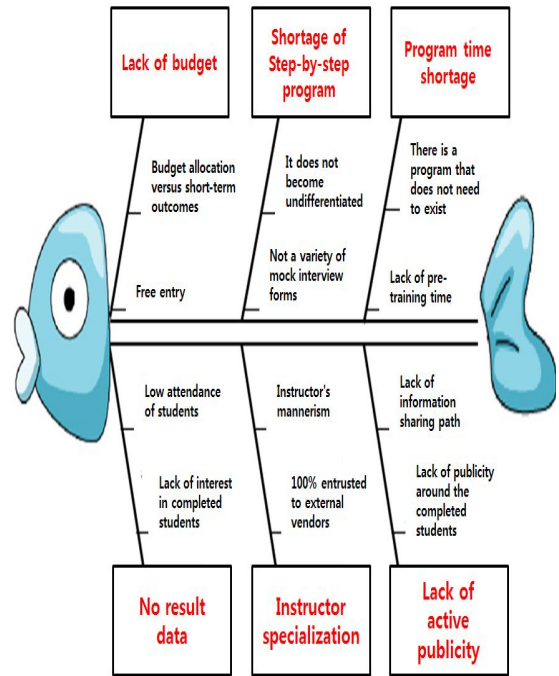 Lack of budget
Shortage of
Step-by-step
program
Program time
shortage
Budget allocation
versus short-term
outcomes
Free entry
It does not
become
undifferentiated
Not a variety of
mock interview
forms
There is a
program that
does not need
to exist
Lack of pre-
training time
Low attendance
of students
Lack of interest
in completed
students
Instructor's
mannerism
100% entrusted
to external
vendors
Lack of
information
sharing path
Lack of publicity
around the
completed
students
No result
data
Instructor
specialization
Lack of
active
publicity